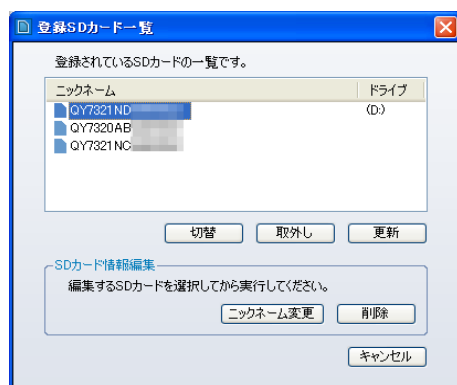 登録SDカード一覧
登録されているSDカードの一覧です。
ニックネーム ドライブ
QY7321ND (D:)
QY7320AB
QY7321NC
切替 取外し 更新
SDカード情報編集
編集するSDカードを選択してから実行してください。
ニックネーム変更 削除
キャンセル